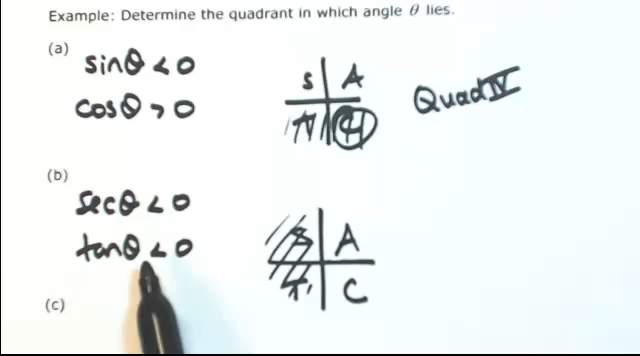 Example: Determine the quadrant in which angle θ lies.
(a)
sinθ < 0
cosθ > 0
S A
T C
Quad IV
(b)
secθ < 0
tanθ < 0
S A
T C
(c)